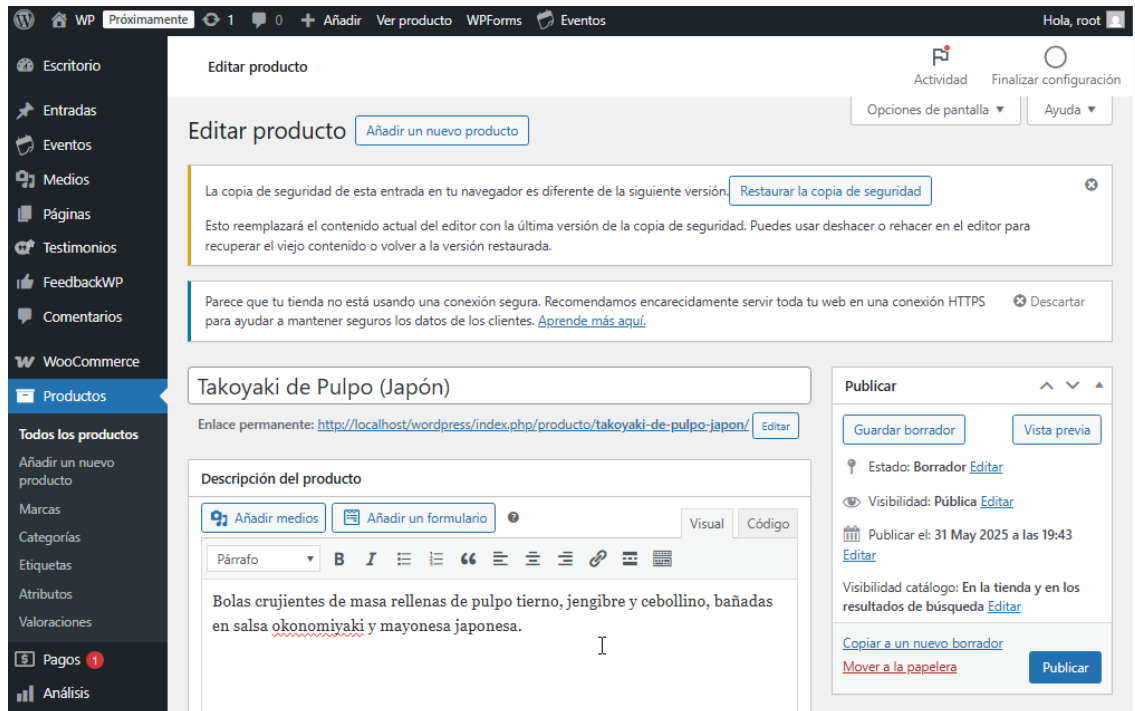 WP Próximamente 1 0 Añadir Ver producto WPForms Eventos Hola, root
Escritorio
Entradas
Eventos
Medios
Páginas
Testimonios
FeedbackWP
Comentarios
WooCommerce
Productos
Todos los productos
Añadir un nuevo
producto
Marcas
Categorías
Etiquetas
Atributos
Valoraciones
Pagos 1
Análisis
Editar producto
Actividad
Finalizar configuración
Opciones de pantalla
Ayuda
Editar producto Añadir un nuevo producto
La copia de seguridad de esta entrada en tu navegador es diferente de la siguiente versión. Restaurar la copia de seguridad
Esto reemplazará el contenido actual del editor con la última versión de la copia de seguridad. Puedes usar deshacer o rehacer en el editor para
recuperar el viejo contenido o volver a la versión restaurada.
Parece que tu tienda no está usando una conexión segura. Recomendamos encarecidamente servir toda tu web en una conexión HTTPS
para ayudar a mantener seguros los datos de los clientes. Aprende más aquí.
Descartar
Takoyaki de Pulpo (Japón)
Enlace permanente: http://localhost/wordpress/index.php/producto/takoyaki-de-pulpo-japon/ Editar
Descripción del producto
Añadir medios Añadir un formulario
Visual Código
Párrafo B I
Bolas crujientes de masa rellenas de pulpo tierno, jengibre y cebollino, bañadas
en salsa okonomiyaki y mayonesa japonesa.
Publicar
Guardar borrador Vista previa
Estado: Borrador Editar
Visibilidad: Pública Editar
Publicar el: 31 May 2025 a las 19:43
Editar
Visibilidad catálogo: En la tienda y en los
resultados de búsqueda Editar
Copiar a un nuevo borrador
Mover a la papelera
Publicar